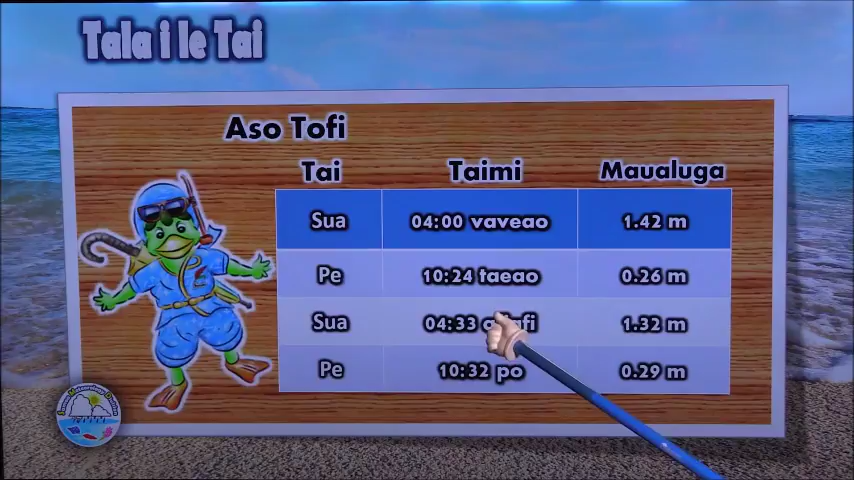 Tala i le Tai
Aso Tofi
Tai Taimi Maualuga
Sua 04:00 vaveao 1.42 m
Pe 10:24 taeao 0.26 m
Sua 04:33 1.32 m
Pe 10:32 po 0.29 m